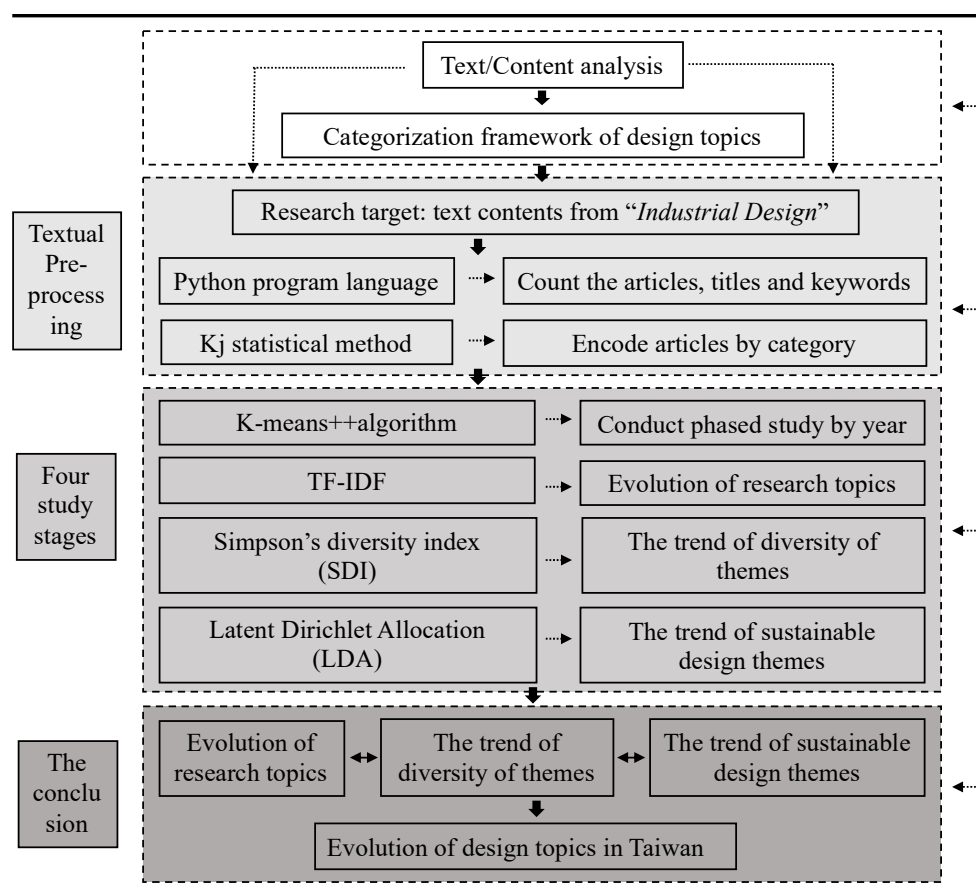 Text/Content analysis
Categorization framework of design topics
Textual
Pre-
process
ing
Research target: text contents from “Industrial Design”
Python program language
Count the articles, titles and keywords
Kj statistical method
Encode articles by category
Four
study
stages
K-means++algorithm
Conduct phased study by year
TF-IDF
Evolution of research topics
Simpson’s diversity index
(SDI)
The trend of diversity of
themes
Latent Dirichlet Allocation
(LDA)
The trend of sustainable
design themes
The
conclu
sion
Evolution of
research topics
The trend of
diversity of themes
The trend of sustainable
design themes
Evolution of design topics in Taiwan